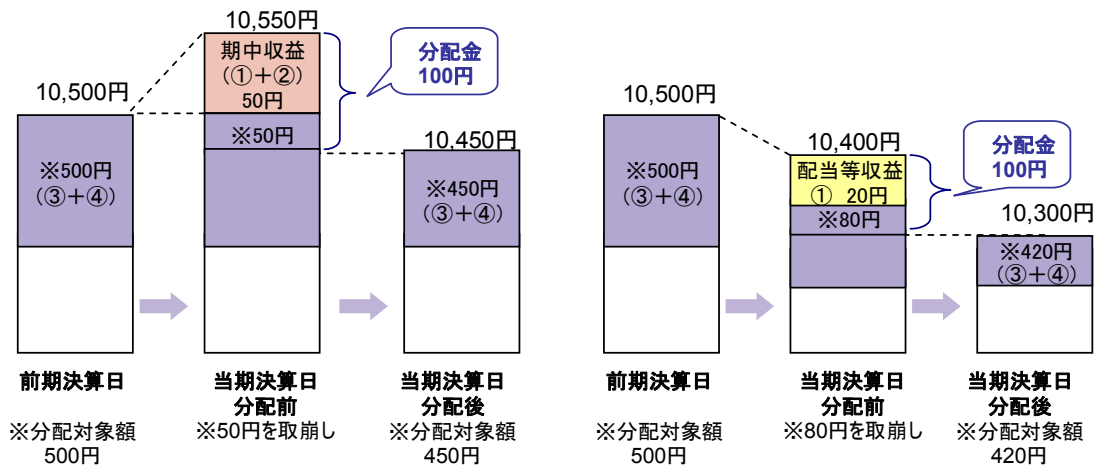 10,550円
期中収益
（①＋②）
50円
分配金
100円
10,500円
※50円
10,450円
※500円
（③＋④）
※450円
（③＋④）
前期決算日
当期決算日
分配前
当期決算日
分配後
※分配対象額
500円
※50円を取崩し
※分配対象額
450円
10,500円
10,400円
配当等収益
① 20円
分配金
100円
※500円
（③＋④）
※80円
10,300円
※420円
（③＋④）
前期決算日
当期決算日
分配前
当期決算日
分配後
※分配対象額
500円
※80円を取崩し
※分配対象額
420円